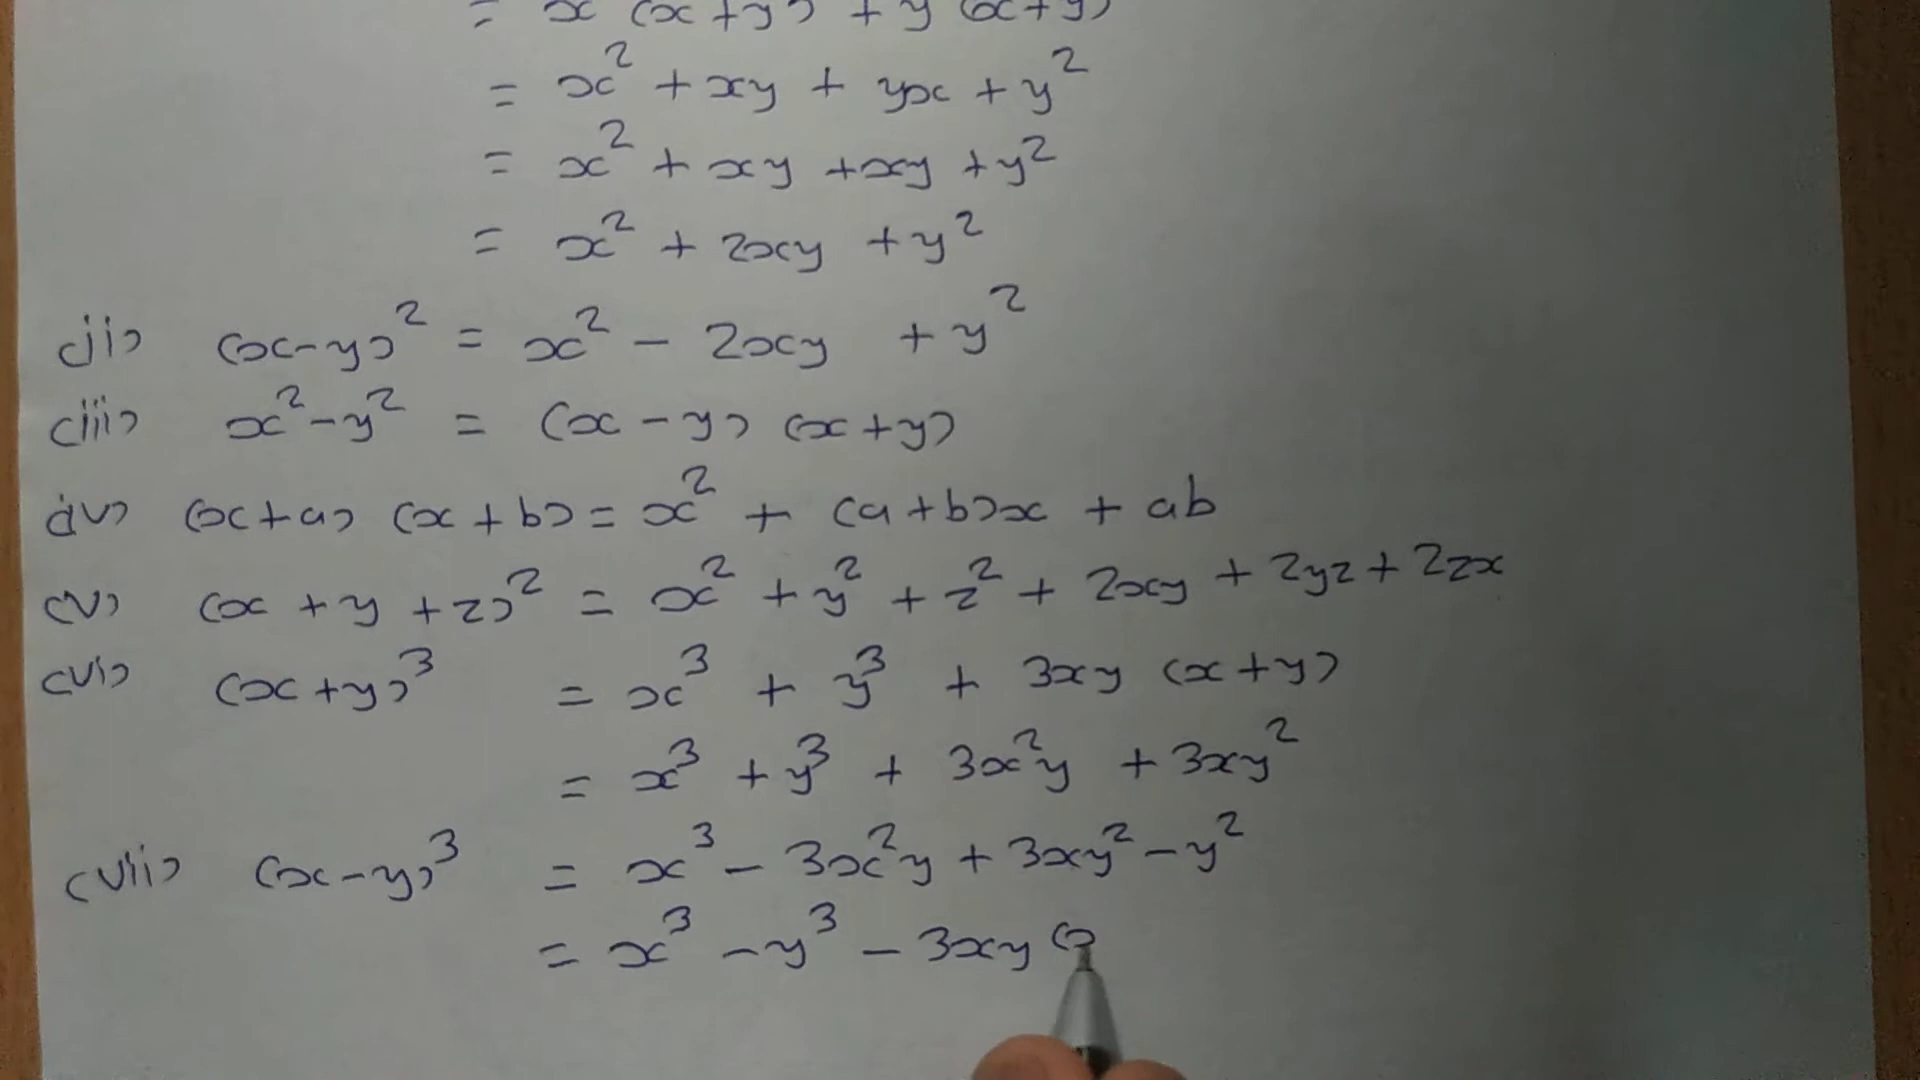 = x (x+y) + y (x+y)
= x² + xy + yx + y²
= x² + xy + xy + y²
= x² + 2xy + y²
(ii) (x-y)² = x² - 2xy + y²
(iii) x² - y² = (x - y) (x+y)
(iv) (x+a) (x+b) = x² + (a+b)x + ab
(v) (x + y + z)² = x² + y² + z² + 2xy + 2yz + 2zx
(vi) (x+y)³ = x³ + y³ + 3xy (x+y)
= x³ + y³ + 3x²y + 3xy²
(vii) (x-y)³ = x³ - 3x²y + 3xy² - y²
= x³ - y³ - 3xy (